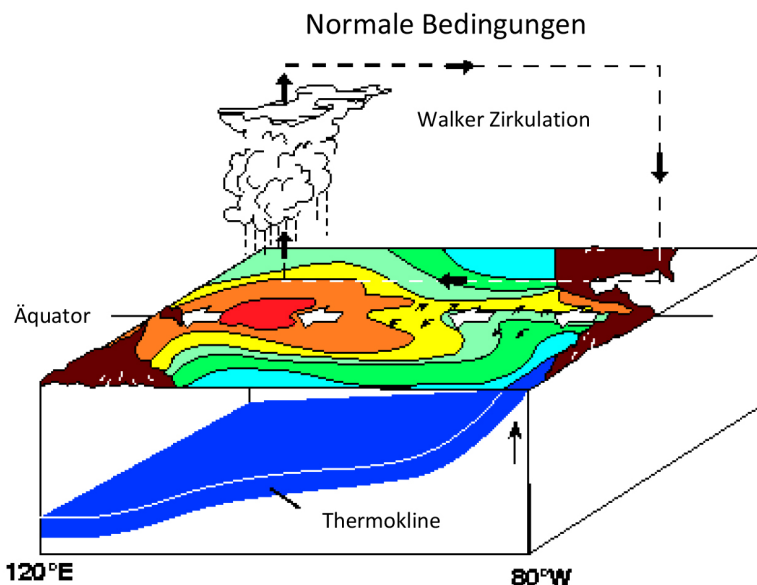 Normale Bedingungen
Walker Zirkulation
Äquator
Thermokline
120°E
80°W